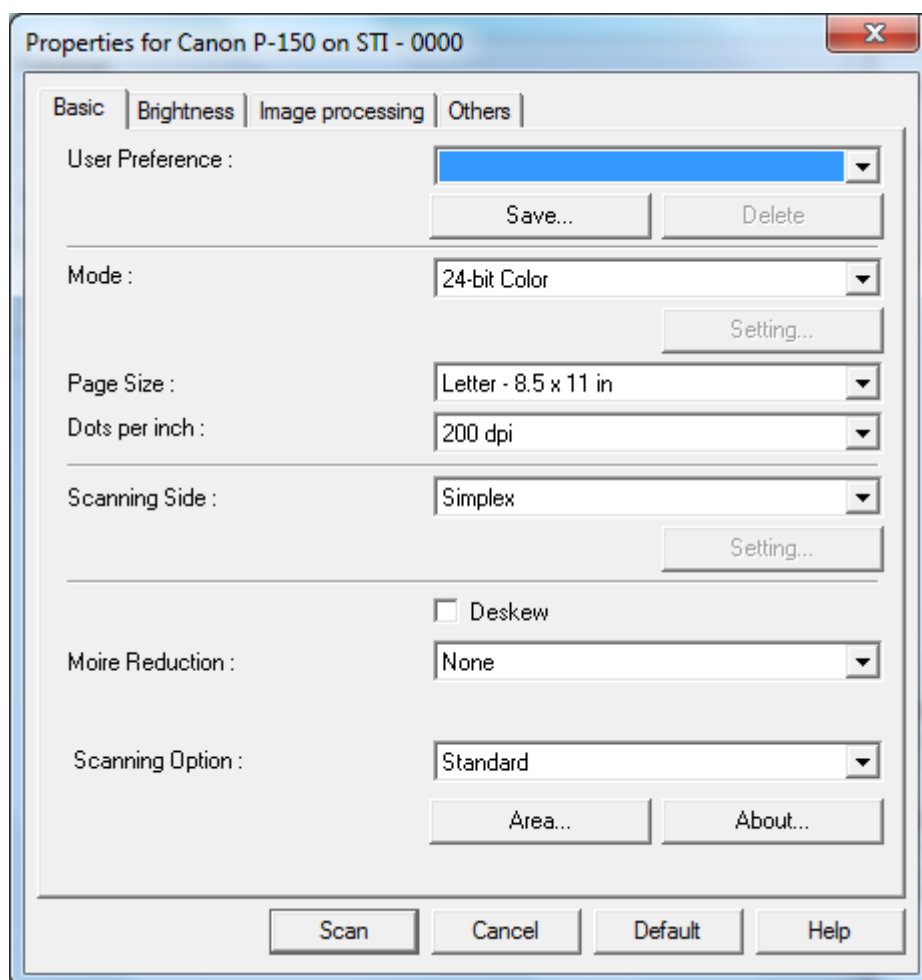 Properties for Canon P-150 on STI - 0000
Basic Brightness Image processing Others
User Preference :
Save... Delete
Mode : 24-bit Color
Setting...
Page Size : Letter - 8.5 x 11 in
Dots per inch : 200 dpi
Scanning Side : Simplex
Setting...
Deskew
Moire Reduction : None
Scanning Option : Standard
Area... About...
Scan Cancel Default Help